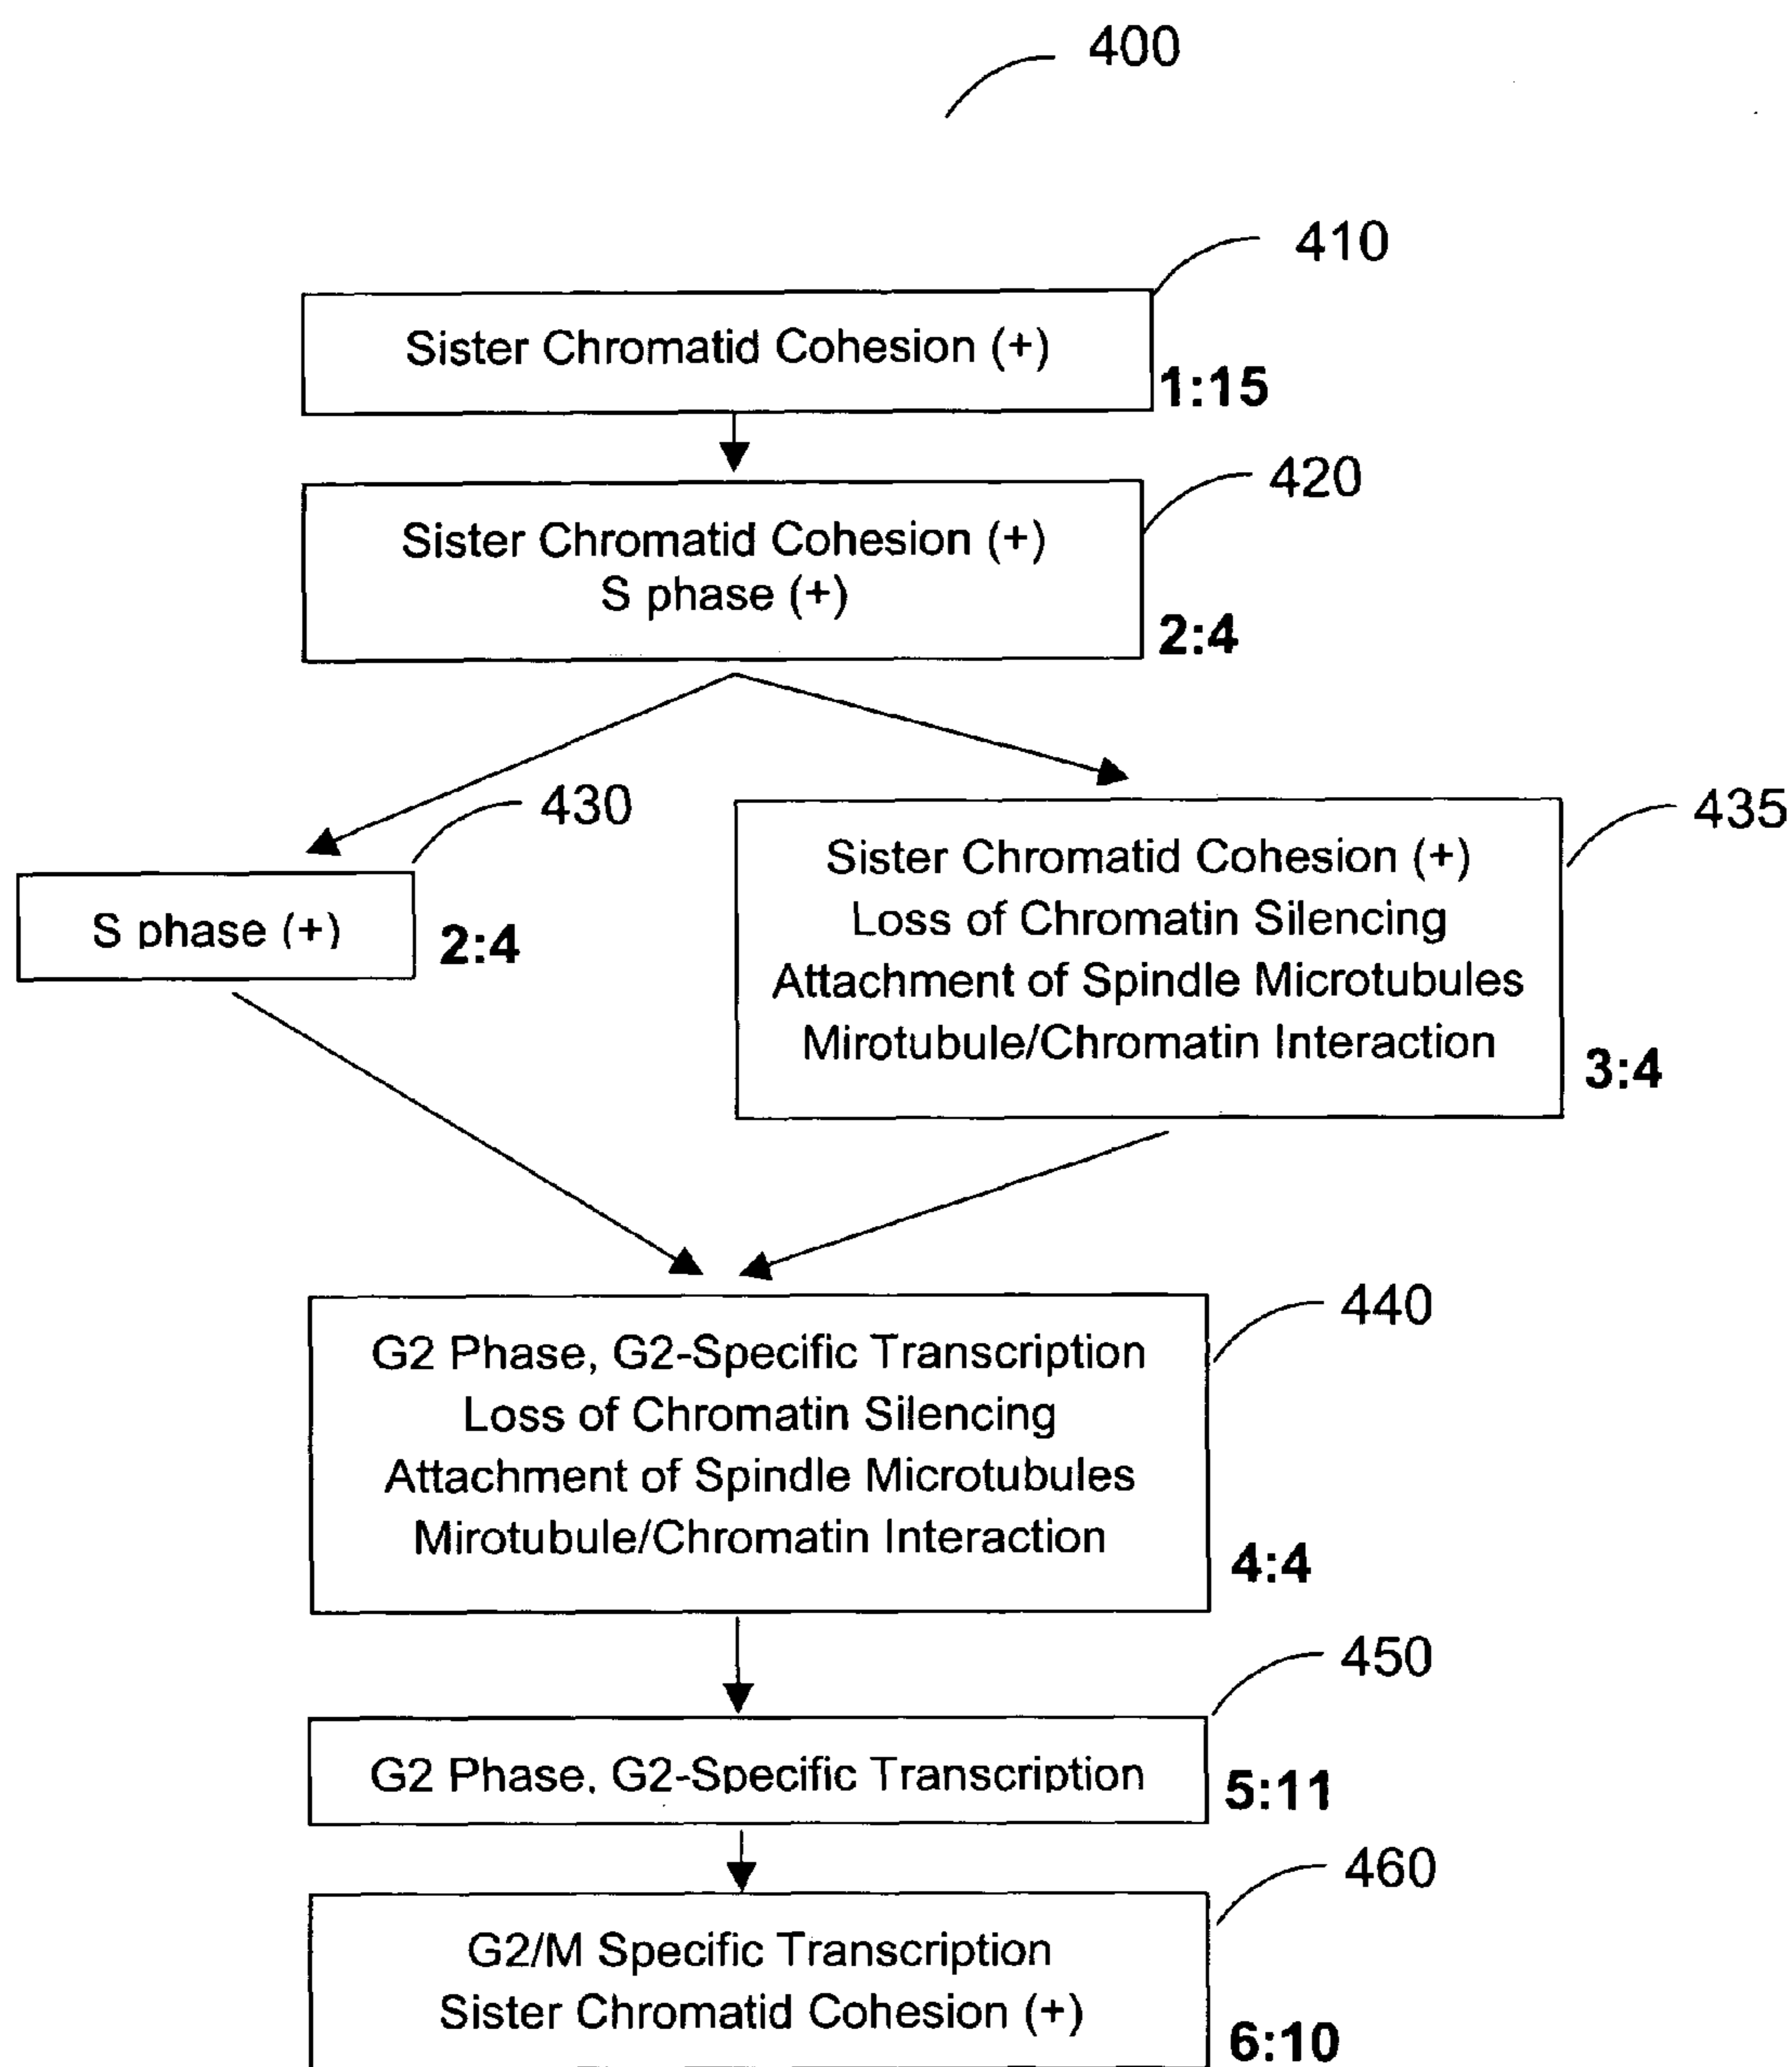 400
410
Sister Chromatid Cohesion (+)
1:15
420
Sister Chromatid Cohesion (+)
S phase (+)
2:4
430
S phase (+)
2:4
435
Sister Chromatid Cohesion (+)
Loss of Chromatin Silencing
Attachment of Spindle Microtubules
Mirotubule/Chromatin Interaction
3:4
440
G2 Phase, G2-Specific Transcription
Loss of Chromatin Silencing
Attachment of Spindle Microtubules
Mirotubule/Chromatin Interaction
4:4
450
G2 Phase, G2-Specific Transcription
5:11
460
G2/M Specific Transcription
Sister Chromatid Cohesion (+)
6:10